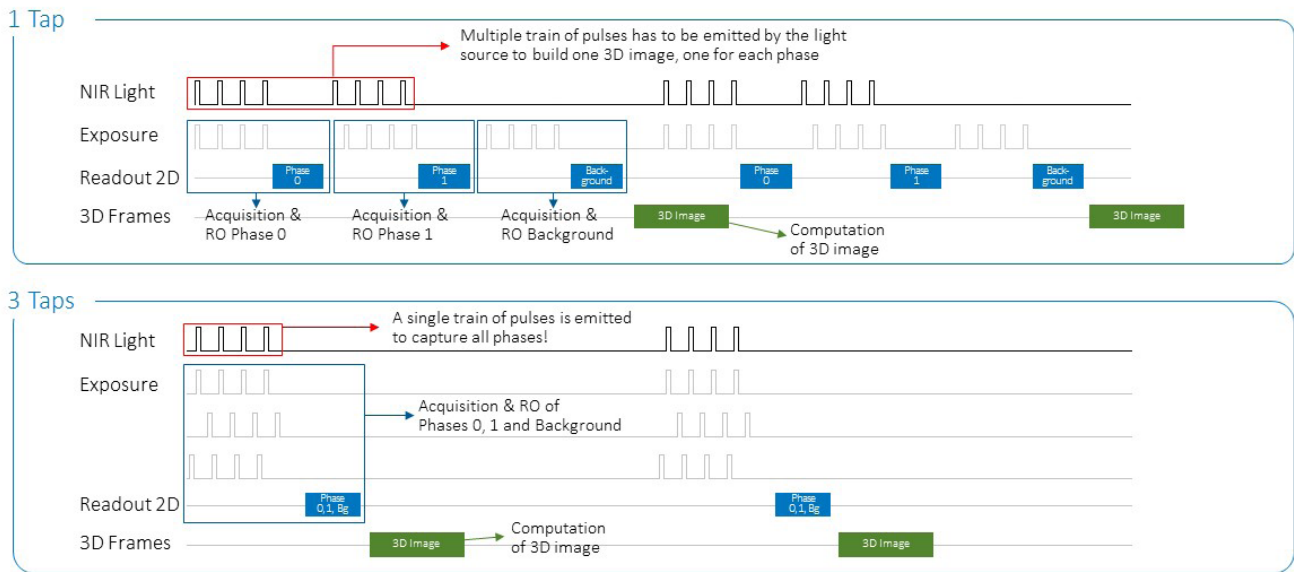 1 Tap
Multiple train of pulses has to be emitted by the light
source to build one 3D image, one for each phase
NIR Light
Exposure
Readout 2D
Phase
0
Phase
1
Back-
ground
Phase
0
Phase
1
Back-
ground
3D Frames
Acquisition &
RO Phase 0
Acquisition &
RO Phase 1
Acquisition &
RO Background
3D Image
3D Image
Computation
of 3D image
3 Taps
A single train of pulses is emitted
to capture all phases!
NIR Light
Exposure
Acquisition & RO of
Phases 0, 1 and Background
Readout 2D
Phase
0,1, Bg
Phase
0,1, Bg
3D Frames
3D Image
Computation
of 3D image
3D Image